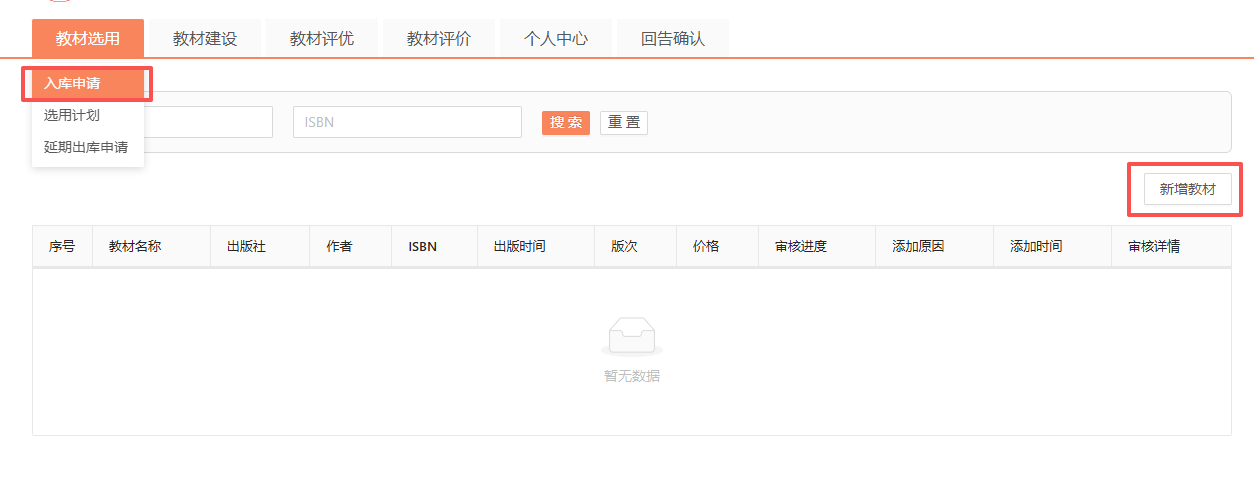 教材选用 教材建设 教材评优 教材评价 个人中心 回告确认
入库申请
选用计划
延期出库申请
ISBN 搜 索 重 置
新增教材
序号 教材名称 出版社 作者 ISBN 出版时间 版次 价格 审核进度 添加原因 添加时间 审核详情
暂无数据